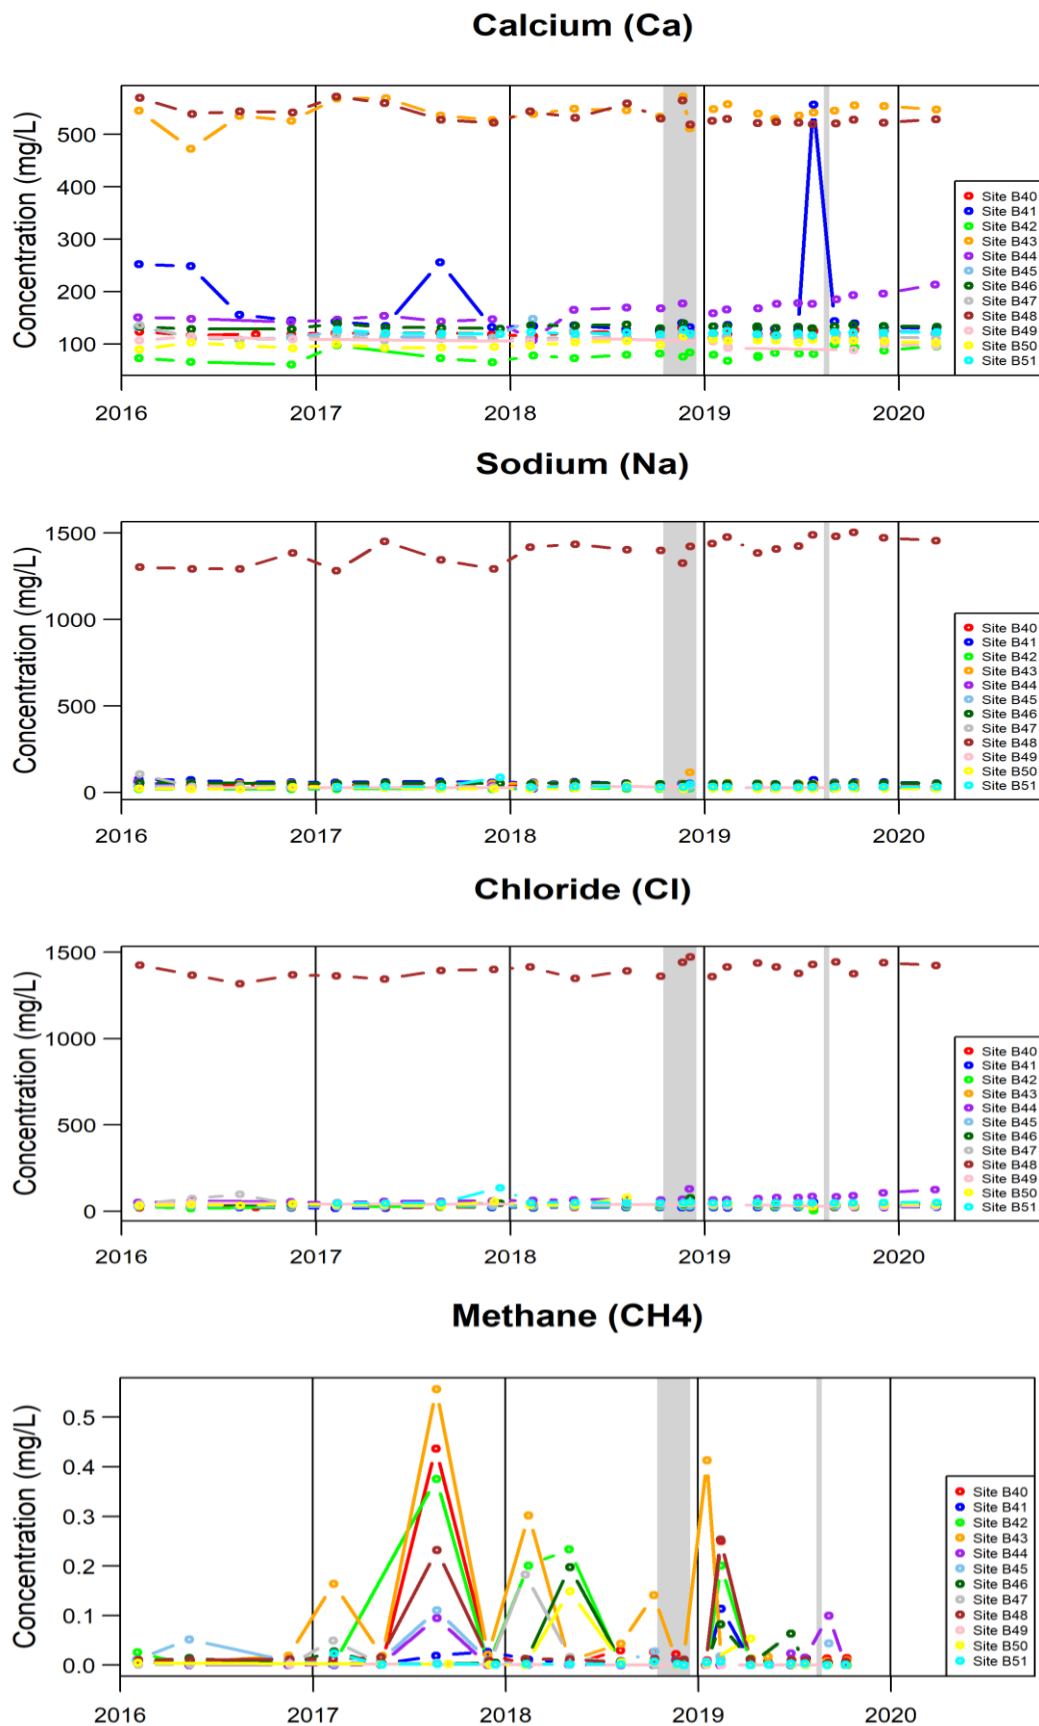 Calcium (Ca)
Concentration (mg/L)
500
400
300
200
100
2016 2017 2018 2019 2020
Site B40
Site B41
Site B42
Site B43
Site B44
Site B45
Site B46
Site B47
Site B48
Site B49
Site B50
Site B51
Sodium (Na)
Concentration (mg/L)
1500
1000
500
0
2016 2017 2018 2019 2020
Site B40
Site B41
Site B42
Site B43
Site B44
Site B45
Site B46
Site B47
Site B48
Site B49
Site B50
Site B51
Chloride (Cl)
Concentration (mg/L)
1500
1000
500
0
2016 2017 2018 2019 2020
Site B40
Site B41
Site B42
Site B43
Site B44
Site B45
Site B46
Site B47
Site B48
Site B49
Site B50
Site B51
Methane (CH4)
Concentration (mg/L)
0.5
0.4
0.3
0.2
0.1
0.0
2016 2017 2018 2019 2020
Site B40
Site B41
Site B42
Site B43
Site B44
Site B45
Site B46
Site B47
Site B48
Site B49
Site B50
Site B51